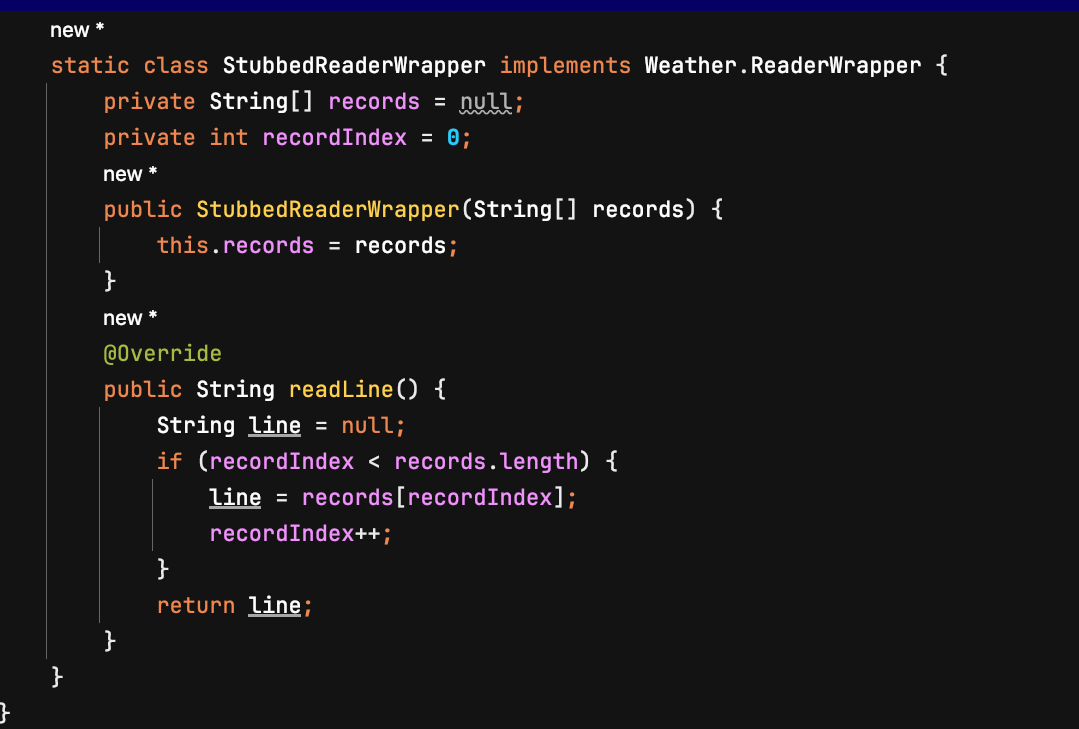 new *
static class StubbedReaderWrapper implements Weather.ReaderWrapper {
private String[] records = null;
private int recordIndex = 0;
new *
public StubbedReaderWrapper(String[] records) {
this.records = records;
}
new *
@Override
public String readLine() {
String line = null;
if (recordIndex < records.length) {
line = records[recordIndex];
recordIndex++;
}
return line;
}
}
}